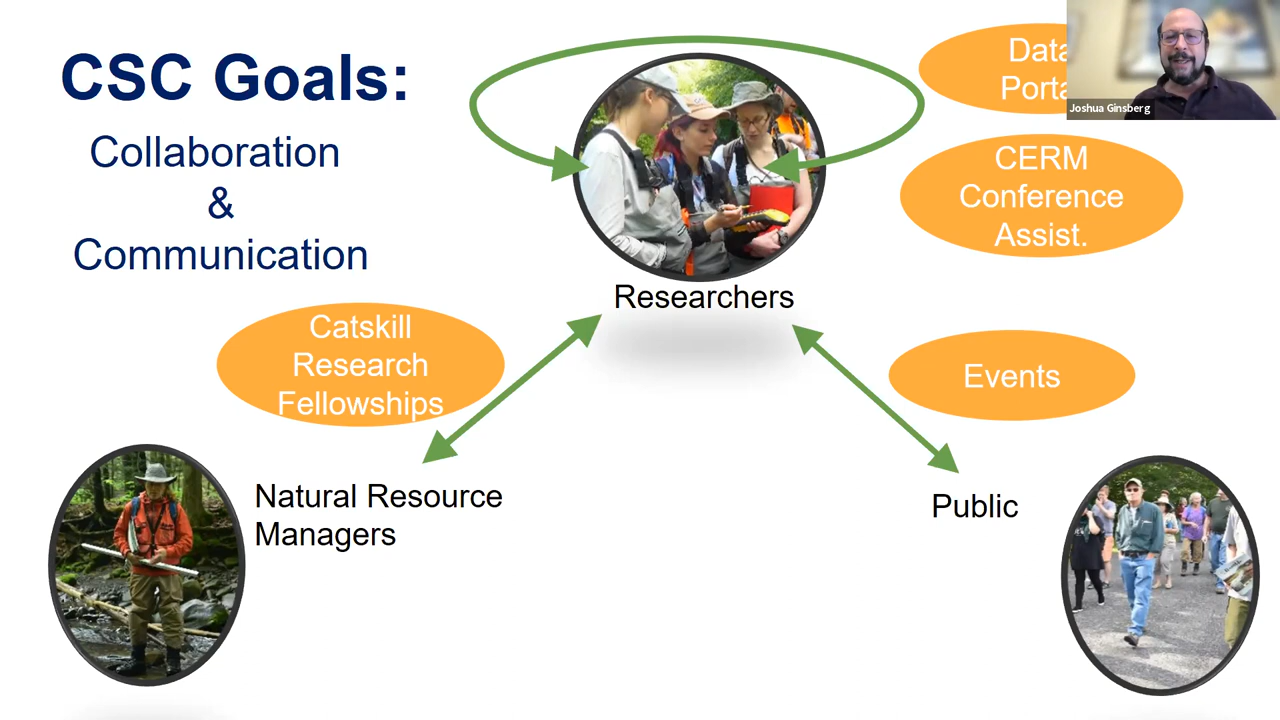 CSC Goals:
Collaboration
&
Communication
Data
Porta
Joshua Ginsberg
CERM
Conference
Assist.
Researchers
Catskill
Research
Fellowships
Events
Natural Resource
Managers
Public